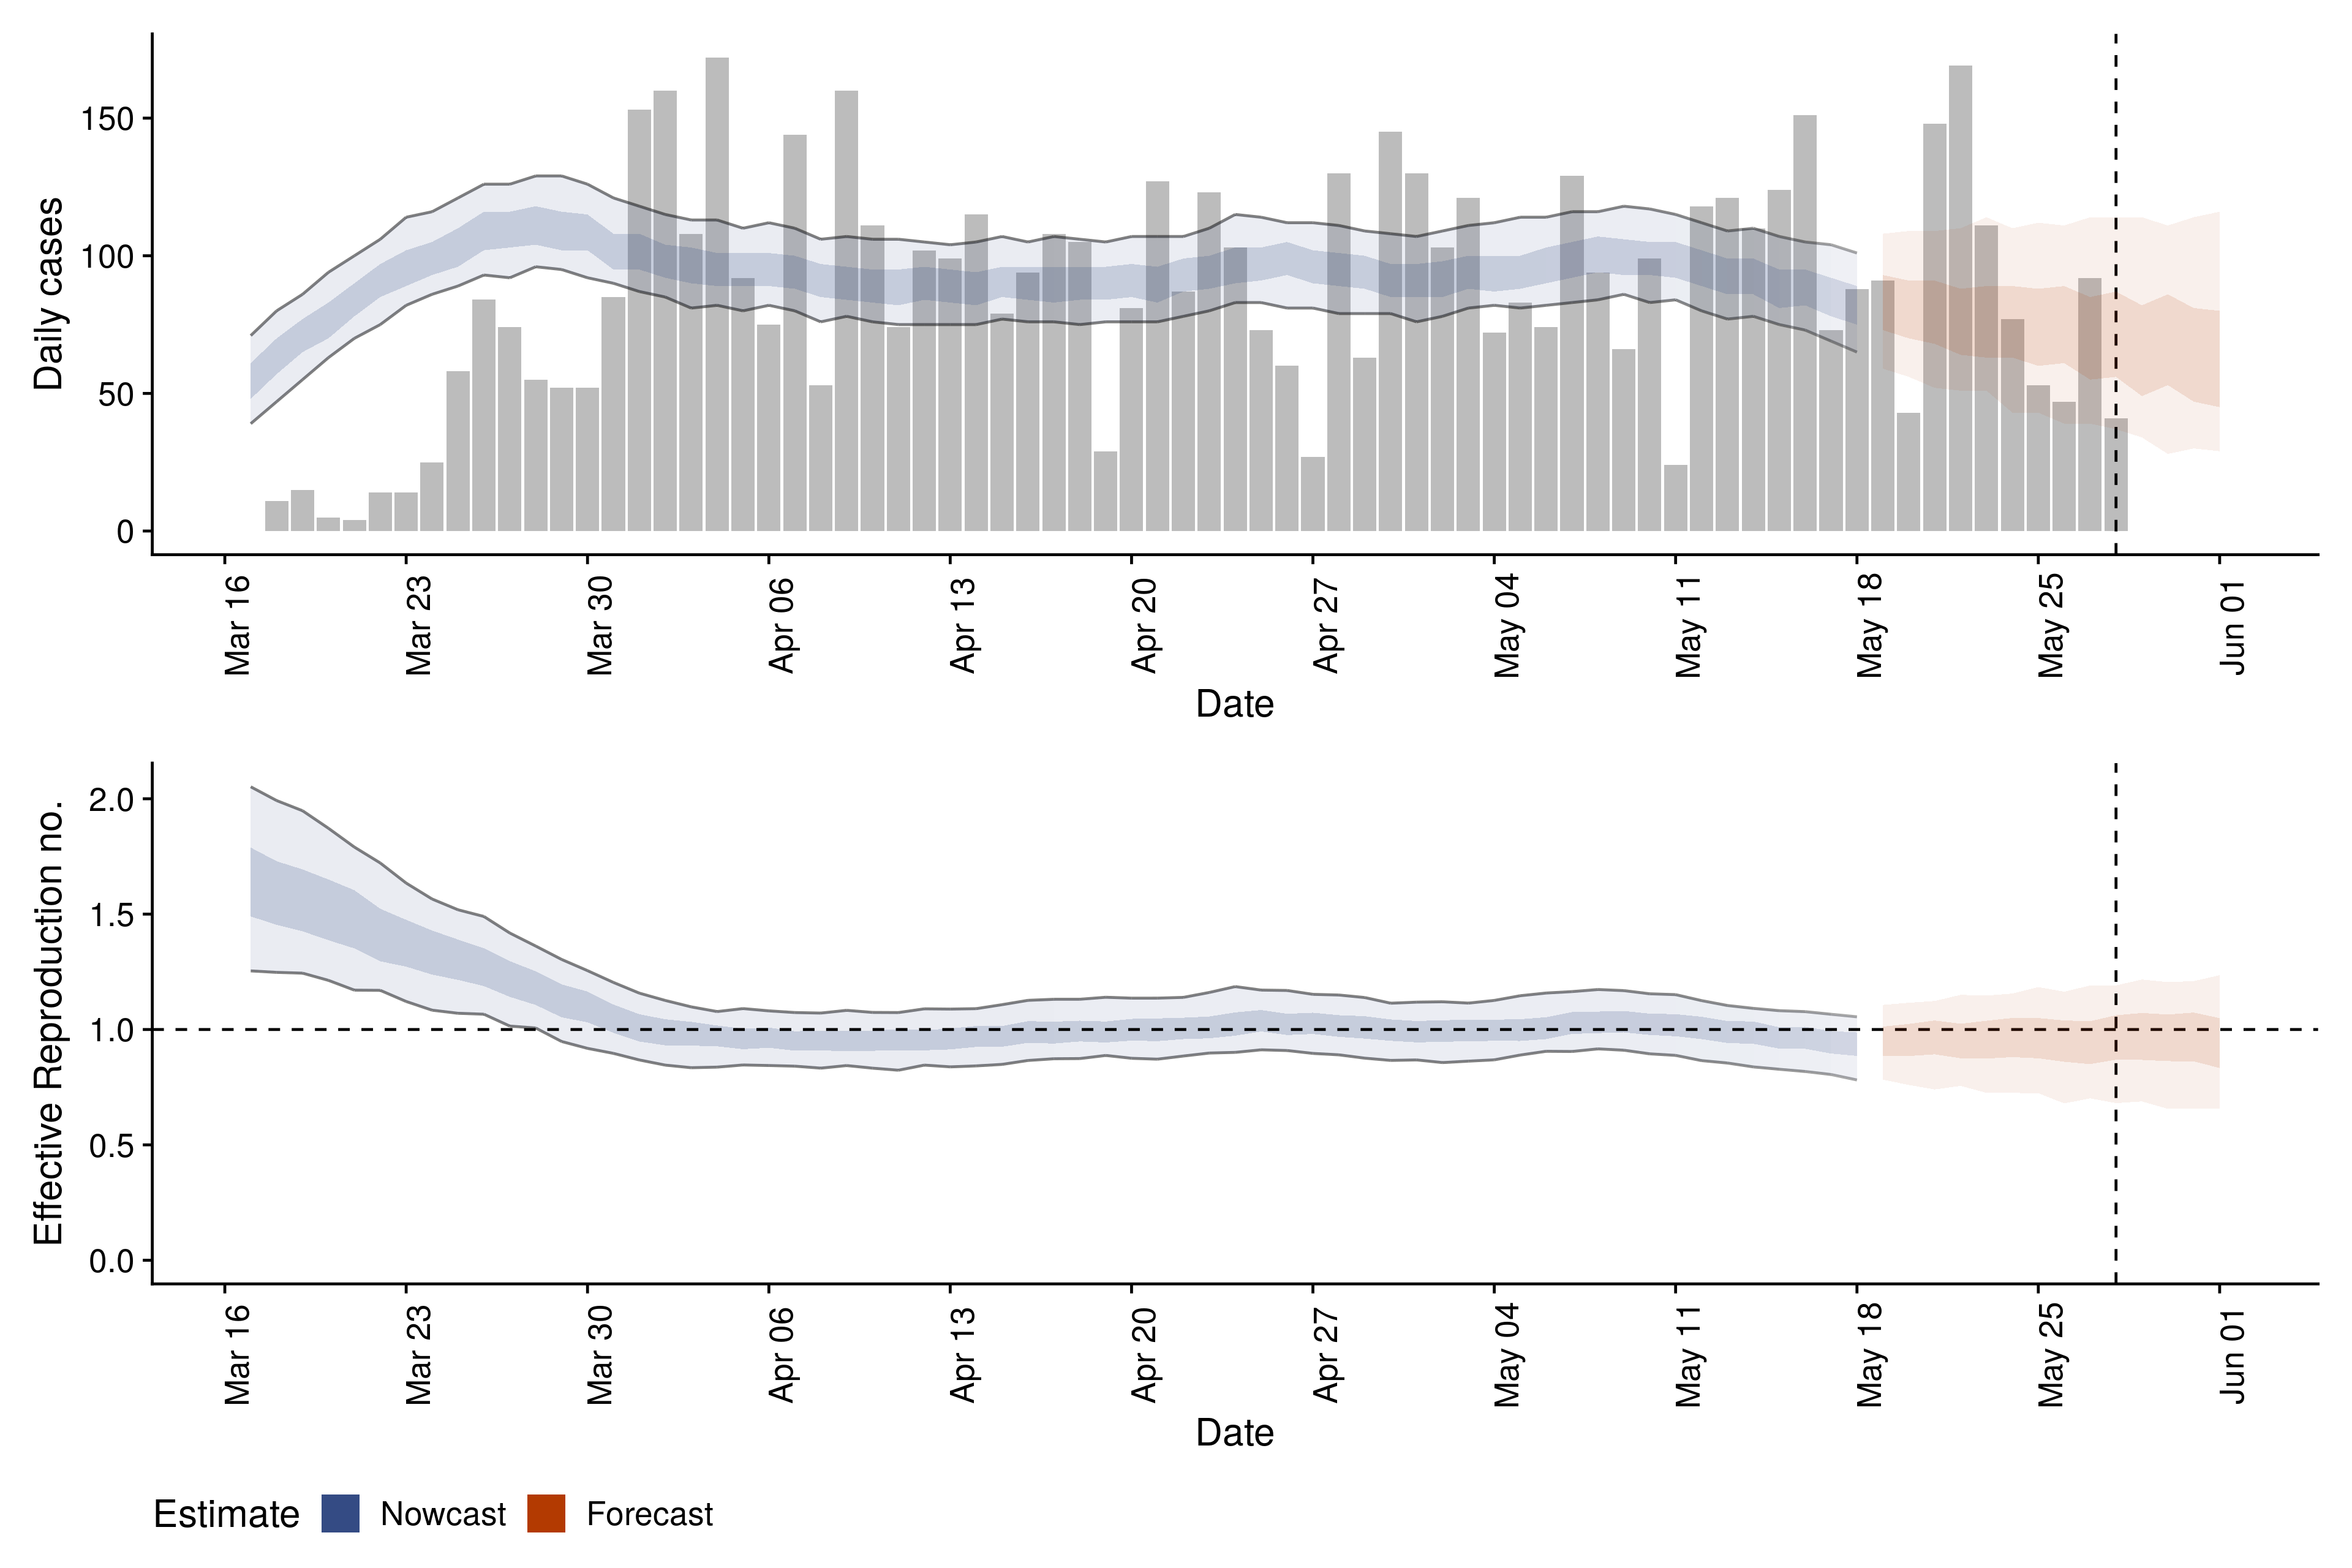 Daily cases
150
100
50
0
Mar 16
Mar 23
Mar 30
Apr 06
Apr 13
Apr 20
Apr 27
May 04
May 11
May 18
May 25
Jun 01
Date
Effective Reproduction no.
2.0
1.5
1.0
0.5
0.0
Mar 16
Mar 23
Mar 30
Apr 06
Apr 13
Apr 20
Apr 27
May 04
May 11
May 18
May 25
Jun 01
Date
Estimate Nowcast Forecast